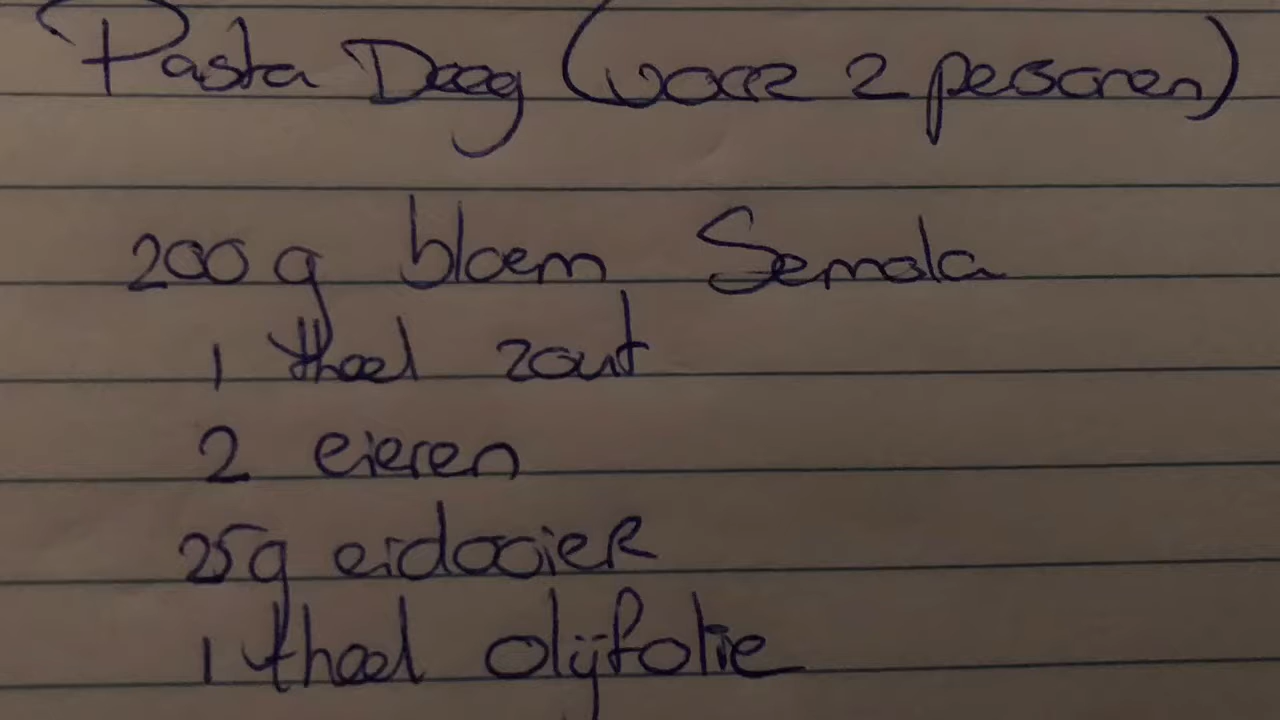 Pasta Deeg (voor 2 personen)
200 g bloem Semola
1 theel zout
2 eieren
25g eidooier
1 theel olijfolie